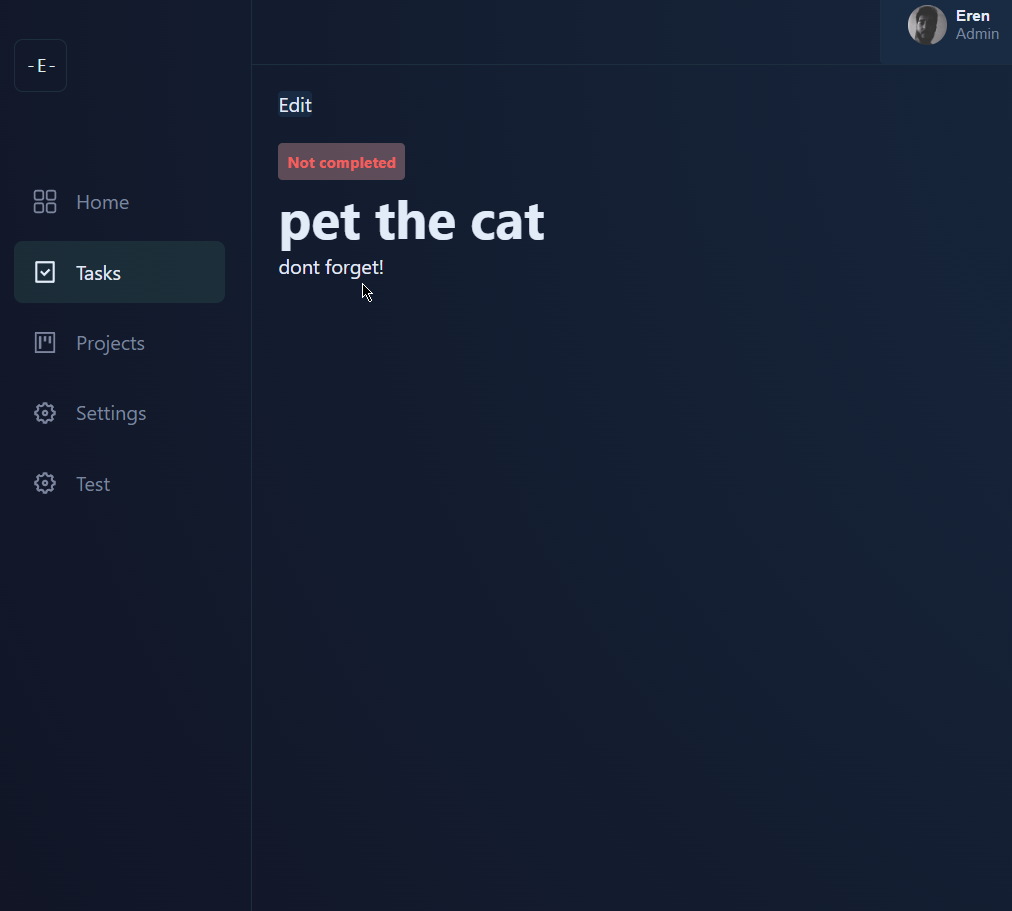 -E-
Eren
Admin
Edit
Not completed
pet the cat
dont forget!
Home
Tasks
Projects
Settings
Test